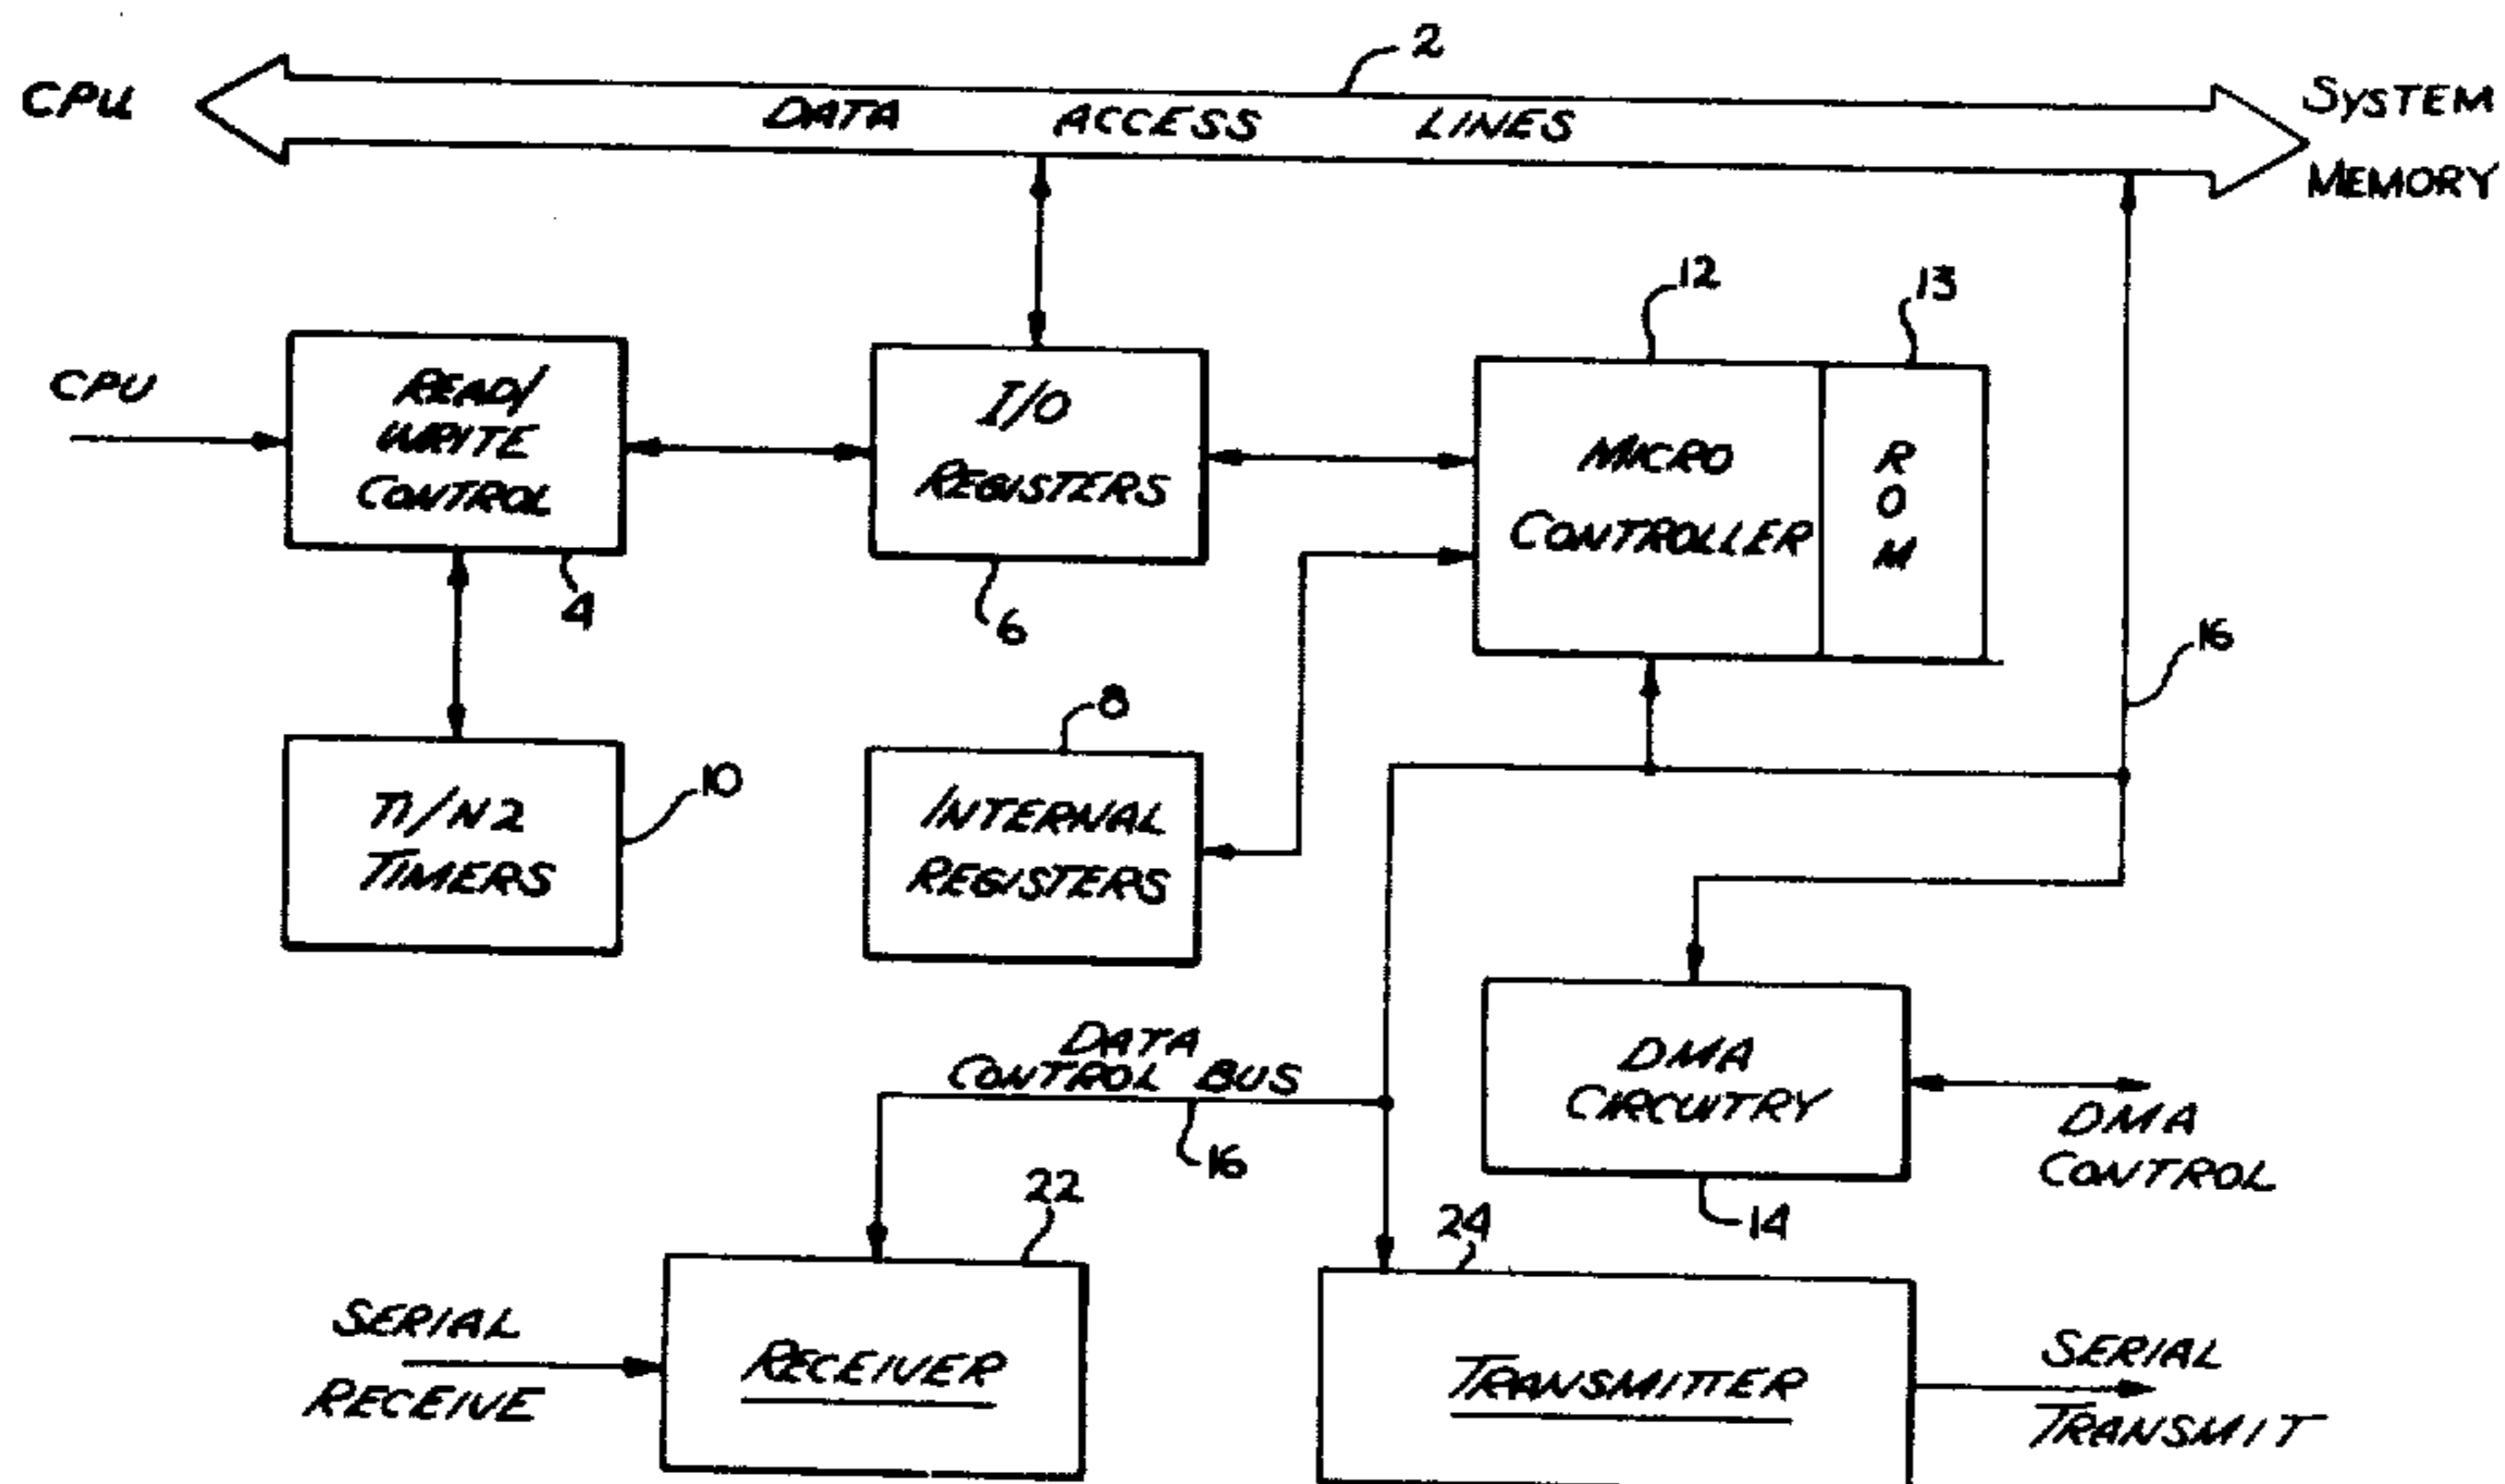 2
CPU
DATA ACCESS LINES
SYSTEM
MEMORY
12
13
CPU
READ/
WRITE
CONTROL
4
I/O
REGISTERS
6
MICRO
CONTROLLER
R
O
M
16
8
10
T1/N2
TIMERS
INTERNAL
REGISTERS
DATA
CONTROL BUS
16
DMA
CIRCUITRY
14
DMA
CONTROL
22
24
SERIAL
RECEIVE
RECEIVER
TRANSMITTER
SERIAL
TRANSMIT